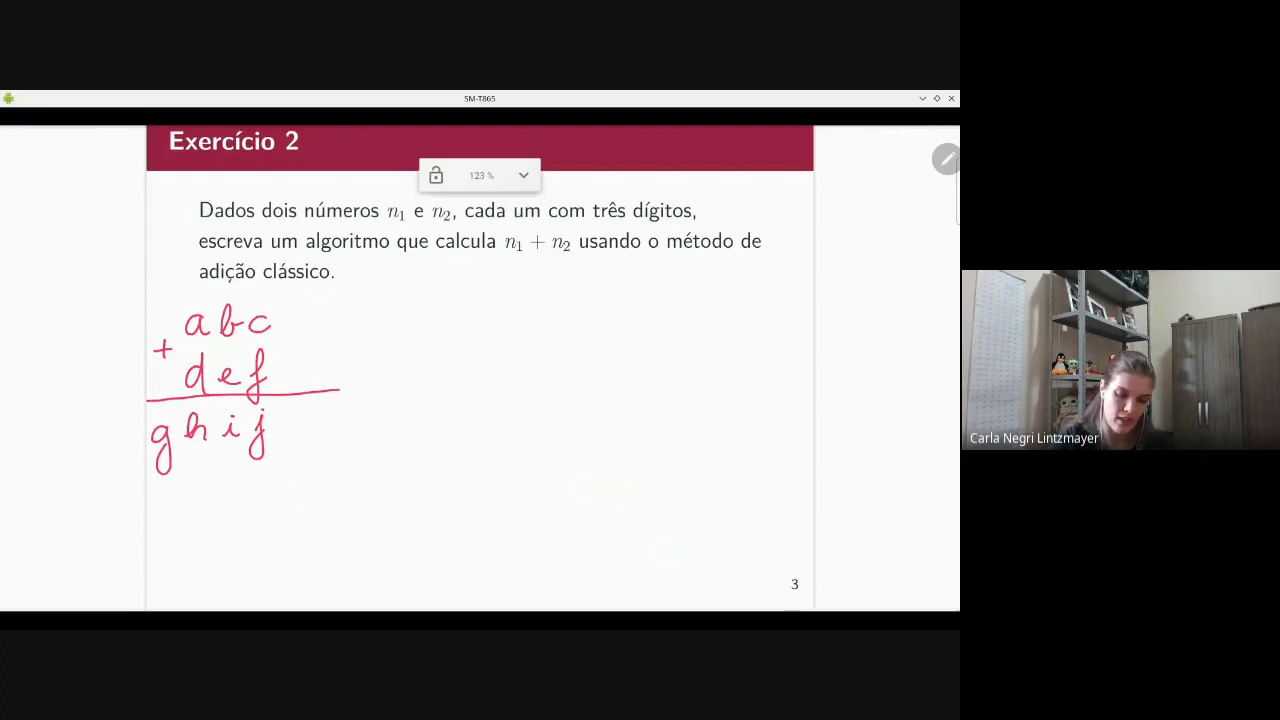 SM-T865
Exercício 2
123 %
Dados dois números n₁ e n₂, cada um com três dígitos,
escreva um algoritmo que calcula n₁ + n₂ usando o método de
adição clássico.
a b c
+
d e f
g h i j
3
Carla Negri Lintzmayer